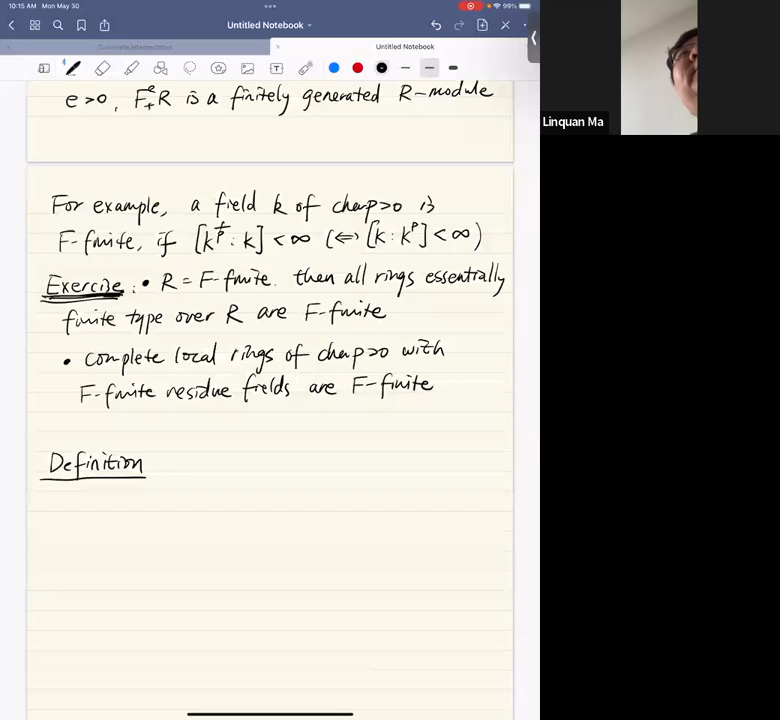 10:15 AM Mon May 30
99%
Untitled Notebook
Untitled Notebook
Linquan Ma
e>0, F^e_* R is a finitely generated R-module
For example, a field k of char p>0 is
F-finite, if [k^{1/p} : k] < ∞ (⇔ [k : k^p] < ∞)
Exercise: • R = F-finite. then all rings essentially
finite type over R are F-finite
• complete local rings of char p>0 with
F-finite residue fields are F-finite
Definition